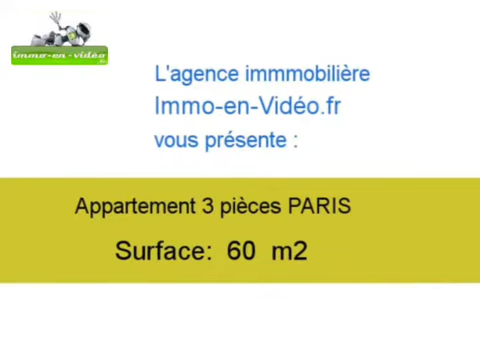 immo-en-vidéo
L'agence immmobilière
Immo-en-Vidéo.fr
vous présente :
Appartement 3 pièces PARIS
Surface: 60 m2